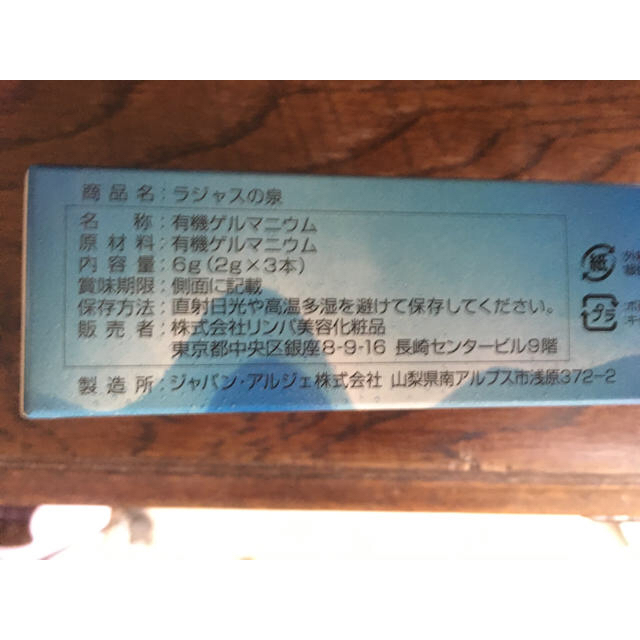 商品名：ラジャスの泉
名称：有機ゲルマニウム
原材料：有機ゲルマニウム
内容量：6g（2g×3本）
賞味期限：側面に記載
保存方法：直射日光や高温多湿を避けて保存してください。
販売者：株式会社リンパ美容化粧品
東京都中央区銀座8-9-16 長崎センタービル9階
製造所：ジャパン・アルジェ株式会社 山梨県南アルプス市浅原372-2
紙
プラ